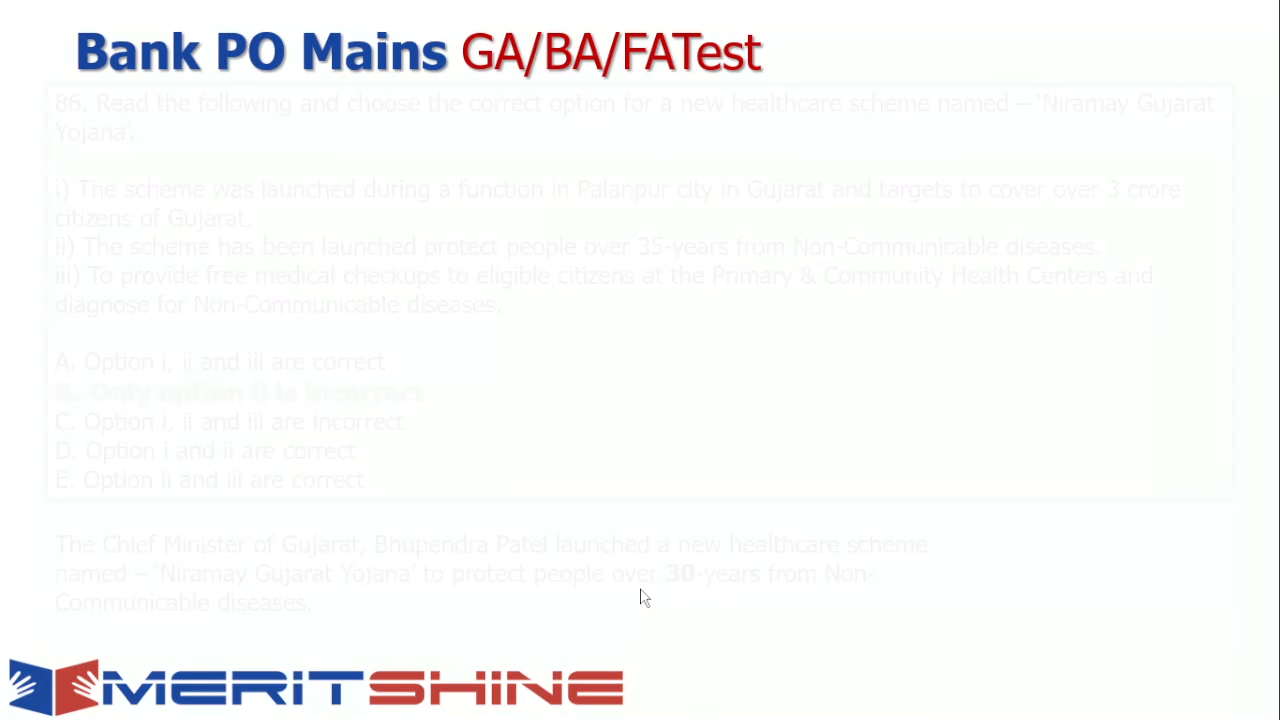 Bank PO Mains GA/BA/FATest
86. Read the following and choose the correct option for a new healthcare scheme named – 'Niramay Gujarat
Yojana'.
i) The scheme was launched during a function in Palanpur city in Gujarat and targets to cover over 3 crore
citizens of Gujarat.
ii) The scheme has been launched protect people over 35-years from Non-Communicable diseases.
iii) To provide free medical checkups to eligible citizens at the Primary & Community Health Centers and
diagnose for Non-Communicable diseases.
A. Option i, ii and iii are correct
B. Only option ii is incorrect
C. Option i, ii and iii are incorrect
D. Option i and ii are correct
E. Option ii and iii are correct
The Chief Minister of Gujarat, Bhupendra Patel launched a new healthcare scheme
named – 'Niramay Gujarat Yojana' to protect people over 30-years from Non-
Communicable diseases.
MERITSHINE